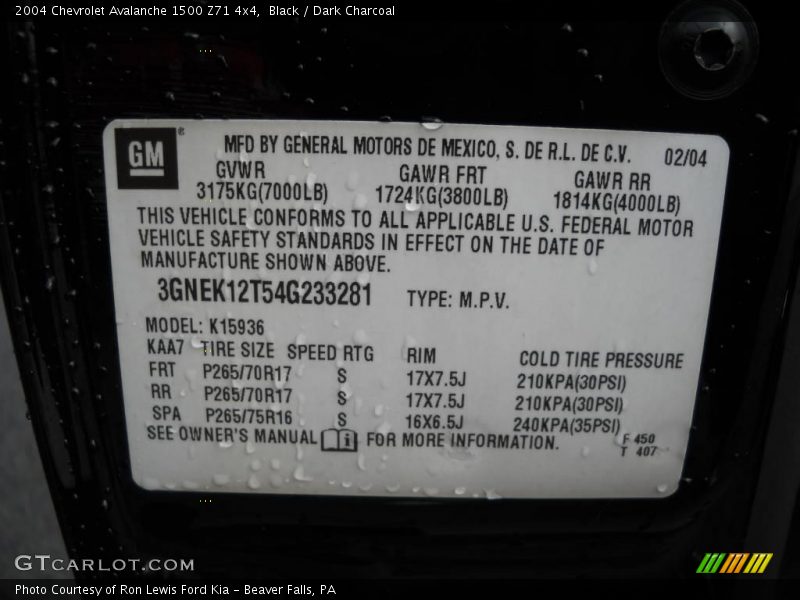 2004 Chevrolet Avalanche 1500 Z71 4x4,  Black / Dark Charcoal
GM®
MFD BY GENERAL MOTORS DE MEXICO, S. DE R.L. DE C.V. 02/04
GVWR GAWR FRT GAWR RR
3175KG(7000LB) 1724KG(3800LB) 1814KG(4000LB)
THIS VEHICLE CONFORMS TO ALL APPLICABLE U.S. FEDERAL MOTOR
VEHICLE SAFETY STANDARDS IN EFFECT ON THE DATE OF
MANUFACTURE SHOWN ABOVE.
3GNEK12T54G233281 TYPE: M.P.V.
MODEL: K15936
KAA7 TIRE SIZE SPEED RTG RIM COLD TIRE PRESSURE
FRT P265/70R17 S 17X7.5J 210KPA(30PSI)
RR P265/70R17 S 17X7.5J 210KPA(30PSI)
SPA P265/75R16 S 16X6.5J 240KPA(35PSI)
SEE OWNER'S MANUAL i FOR MORE INFORMATION.
F 450
T 407
GTCARLOT.COM
Photo Courtesy of Ron Lewis Ford Kia - Beaver Falls, PA